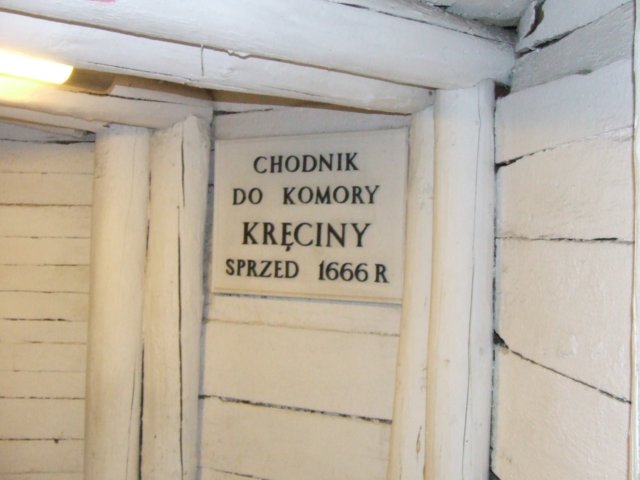 CHODNIK
DO KOMORY
KRĘCINY
SPRZED 1666 R